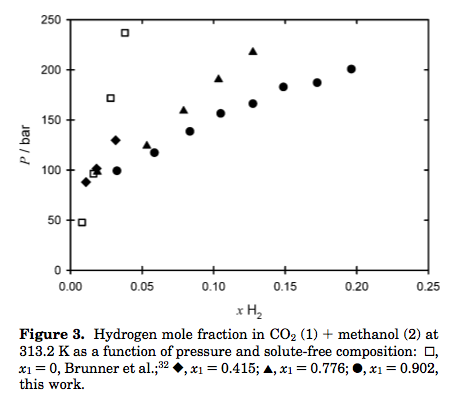 250
200
150
100
50
0
P / bar
0.00 0.05 0.10 0.15 0.20 0.25
x H₂
Figure 3. Hydrogen mole fraction in CO₂ (1) + methanol (2) at
313.2 K as a function of pressure and solute-free composition: □,
x1 = 0, Brunner et al.;³² ◆, x1 = 0.415; ▲, x1 = 0.776; ●, x1 = 0.902,
this work.